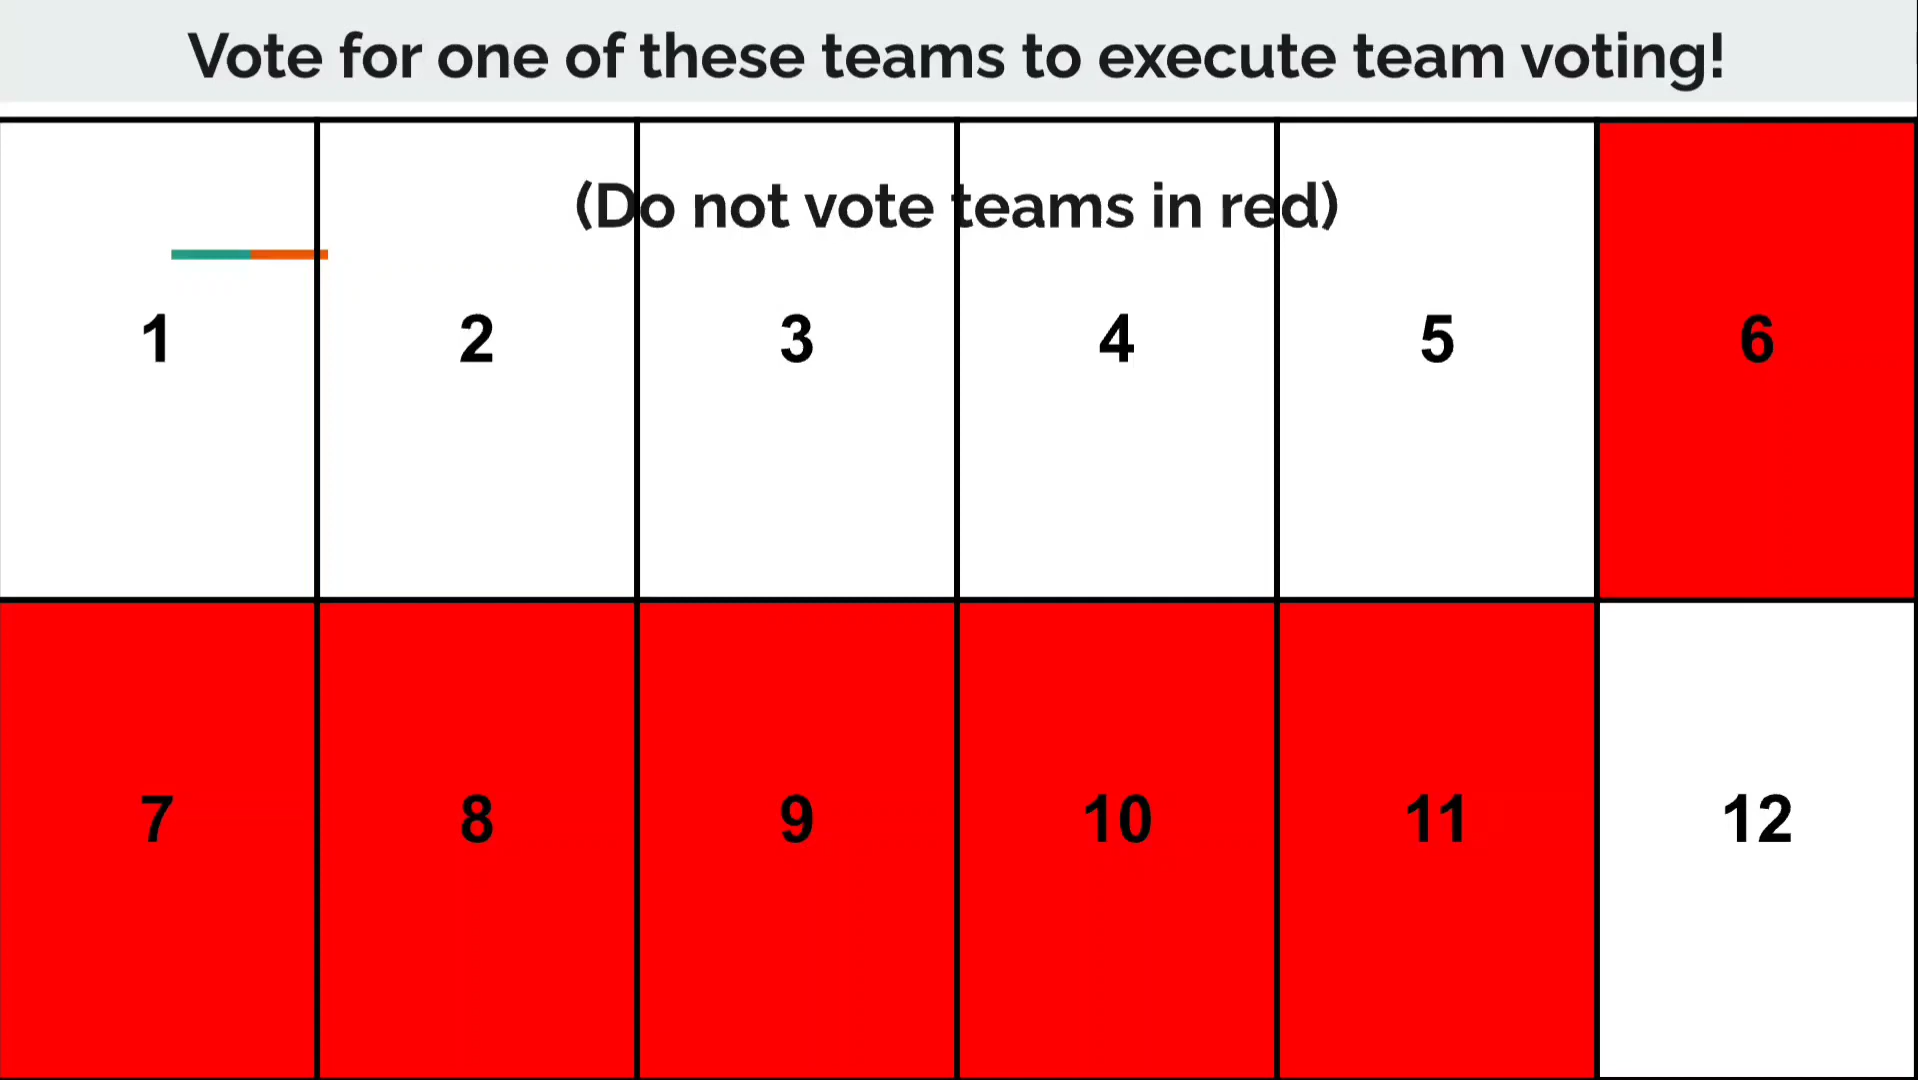 Vote for one of these teams to execute team voting!
(Do not vote teams in red)
1 2 3 4 5 6
7 8 9 10 11 12